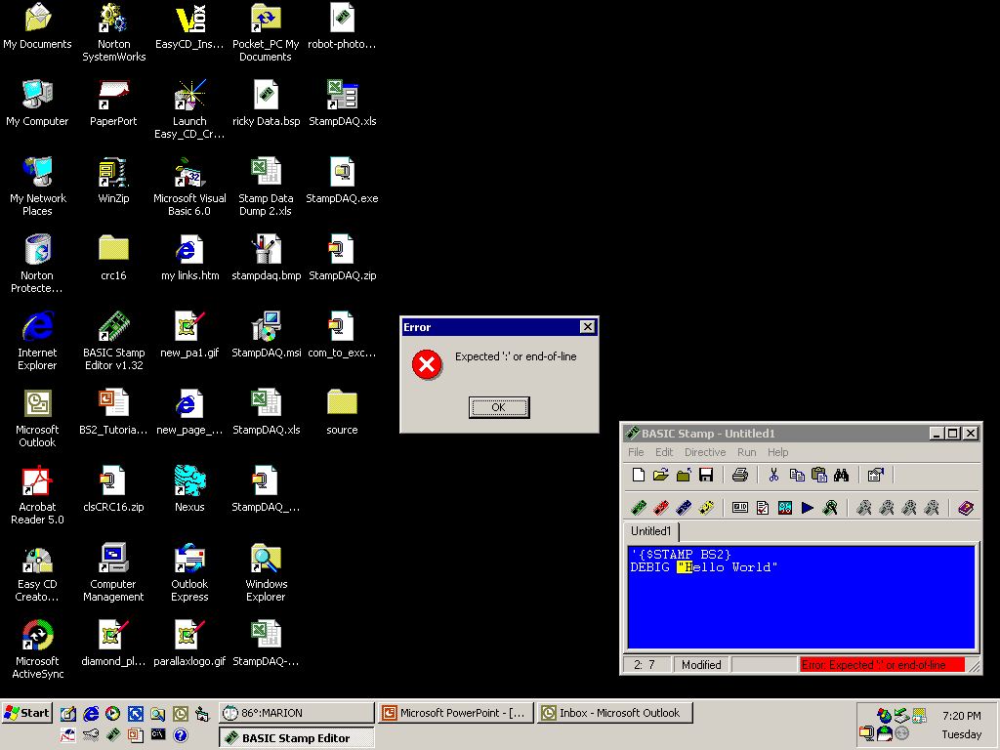 My Documents
Norton SystemWorks
EasyCD_Ins...
Pocket_PC My Documents
robot-photo...
My Computer
PaperPort
Launch Easy_CD_Cr...
ricky Data.bsp
StampDAQ.xls
My Network Places
WinZip
Microsoft Visual Basic 6.0
Stamp Data Dump 2.xls
StampDAQ.exe
Norton Protecte...
crc16
my links.htm
stampdaq.bmp
StampDAQ.zip
Internet Explorer
BASIC Stamp Editor v1.32
new_pa1.gif
StampDAQ.msi
com_to_exc...
Microsoft Outlook
BS2_Tutoria...
new_page_...
StampDAQ.xls
source
Acrobat Reader 5.0
clsCRC16.zip
Nexus
StampDAQ_...
Easy CD Creato...
Computer Management
Outlook Express
Windows Explorer
Microsoft ActiveSync
diamond_pl...
parallaxlogo.gif
StampDAQ-...
Error
Expected ':' or end-of-line
OK
BASIC Stamp - Untitled1
File Edit Directive Run Help
Untitled1
'{$STAMP BS2}
DEBIG "Hello World"
2: 7 Modified Error: Expected ':' or end-of-line
Start
86°:MARION
Microsoft PowerPoint - [...
Inbox - Microsoft Outlook
BASIC Stamp Editor
7:20 PM
Tuesday